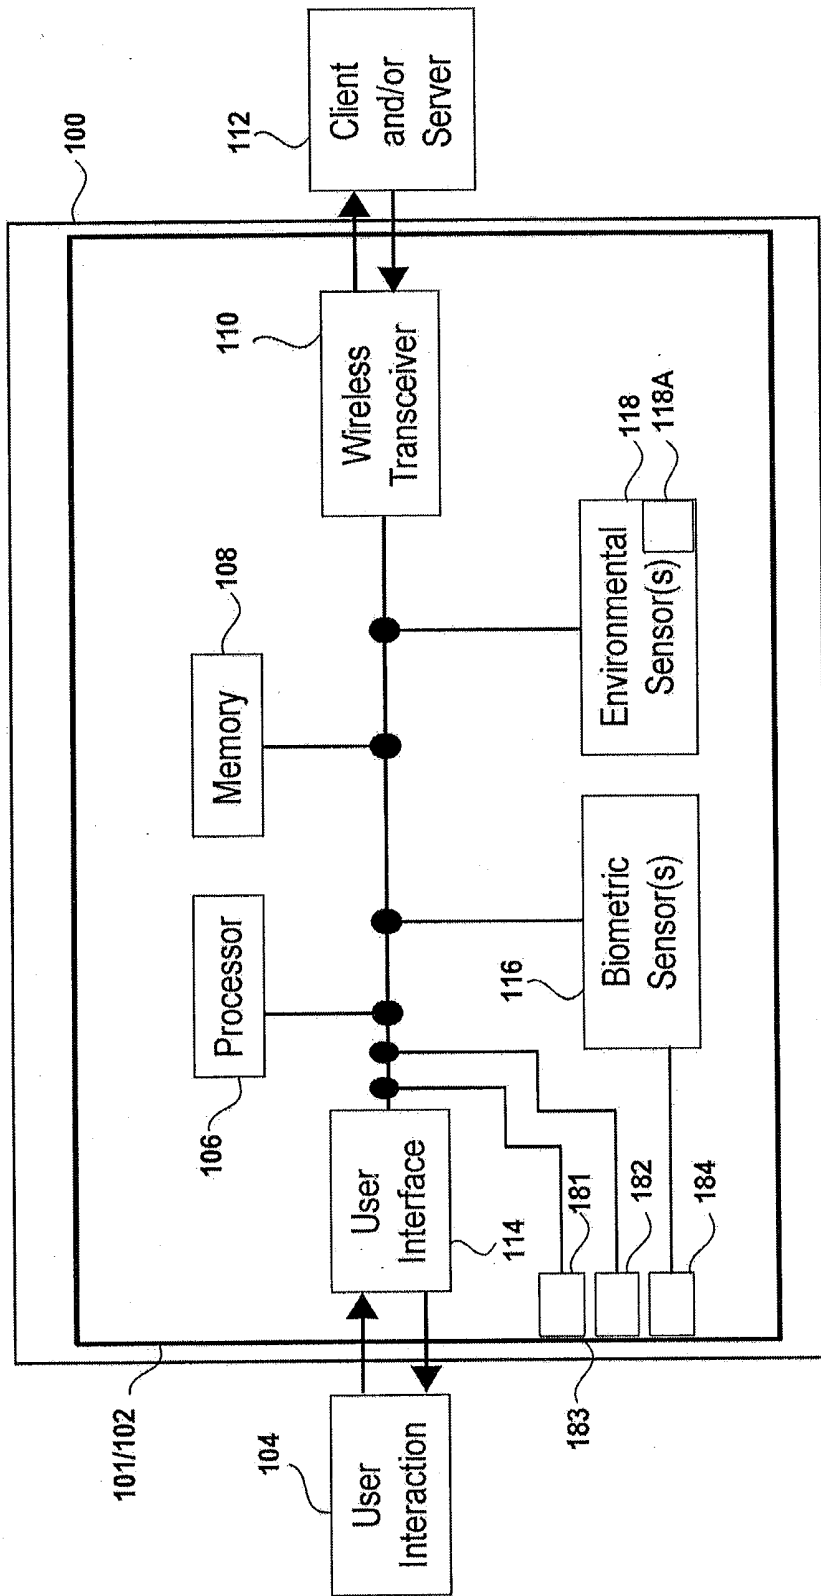 100
112
Client
and/or
Server
110
Wireless
Transceiver
108
Memory
118
118A
Environmental
Sensor(s)
Processor
106
116
Biometric
Sensor(s)
User
Interface
114
181
182
184
183
101/102
104
User
Interaction